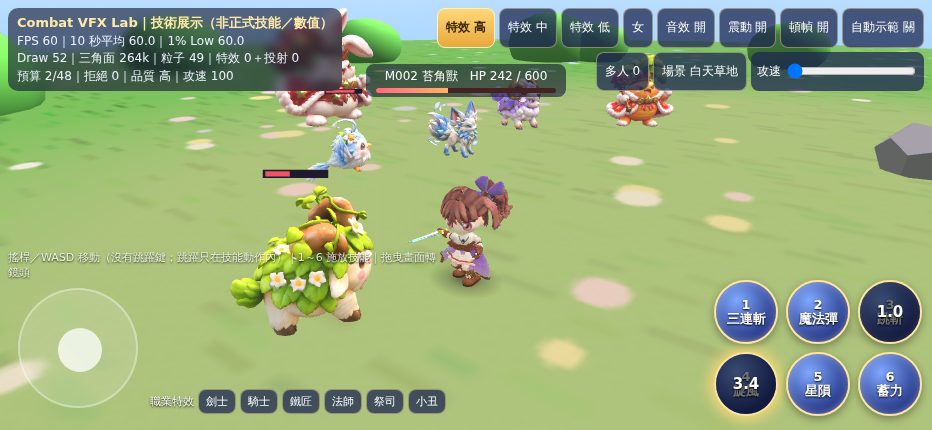 Combat VFX Lab｜技術展示（非正式技能／數值）
FPS 60｜10 秒平均 60.0｜1% Low 60.0
Draw 52｜三角面 264k｜粒子 49｜特效 0＋投射 0
預算 2/48｜拒絕 0｜品質 高｜攻速 100
特效 高
特效 中
特效 低
女
音效 開
震動 開
頓幀 開
自動示範 關
M002 苔角獸 HP 242 / 600
多人 0
場景 白天草地
攻速
搖桿／WASD 移動（沒有跳躍鍵；跳躍只在技能動作內）｜1~6 施放技能｜拖曳畫面轉
鏡頭
1
三連斬
2
魔法彈
3
1.0
4
3.4
旋風
5
星隕
6
蓄力
職業特效
劍士
騎士
鐵匠
法師
祭司
小丑